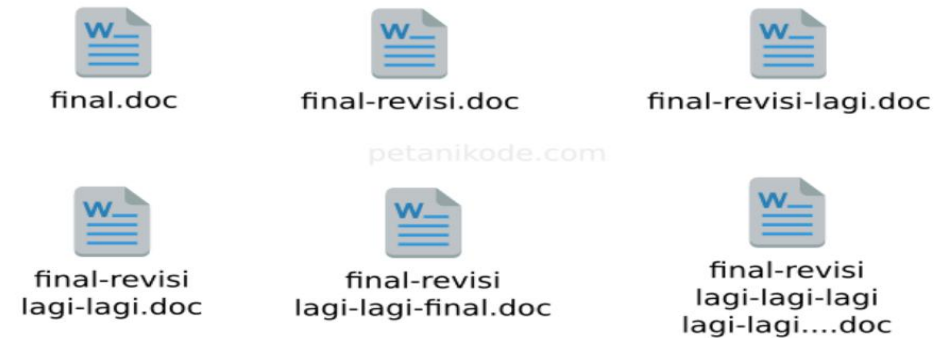 W
final.doc
W
final-revisi.doc
W
final-revisi-lagi.doc
petanikode.com
W
final-revisi
lagi-lagi.doc
W
final-revisi
lagi-lagi-final.doc
W
final-revisi
lagi-lagi-lagi
lagi-lagi....doc